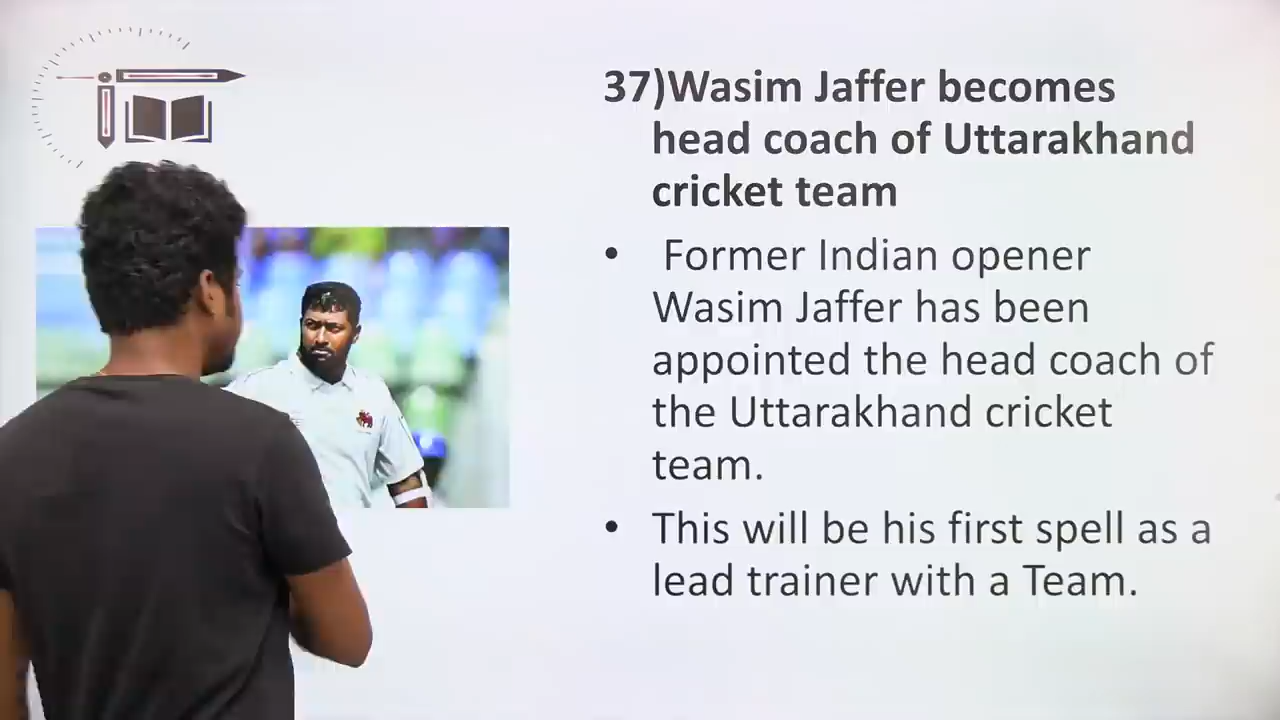 37)Wasim Jaffer becomes
head coach of Uttarakhand
cricket team
• Former Indian opener
Wasim Jaffer has been
appointed the head coach of
the Uttarakhand cricket
team.
• This will be his first spell as a
lead trainer with a Team.